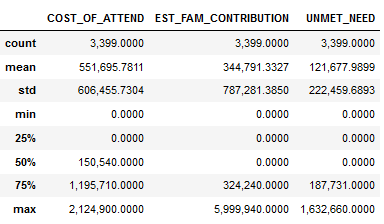 COST_OF_ATTEND EST_FAM_CONTRIBUTION UNMET_NEED
count 3,399.0000 3,399.0000 3,399.0000
mean 551,695.7811 344,791.3327 121,677.9899
std 606,455.7304 787,281.3850 222,459.6893
min 0.0000 0.0000 0.0000
25% 0.0000 0.0000 0.0000
50% 150,540.0000 0.0000 0.0000
75% 1,195,710.0000 324,240.0000 187,731.0000
max 2,124,900.0000 5,999,940.0000 1,632,660.0000